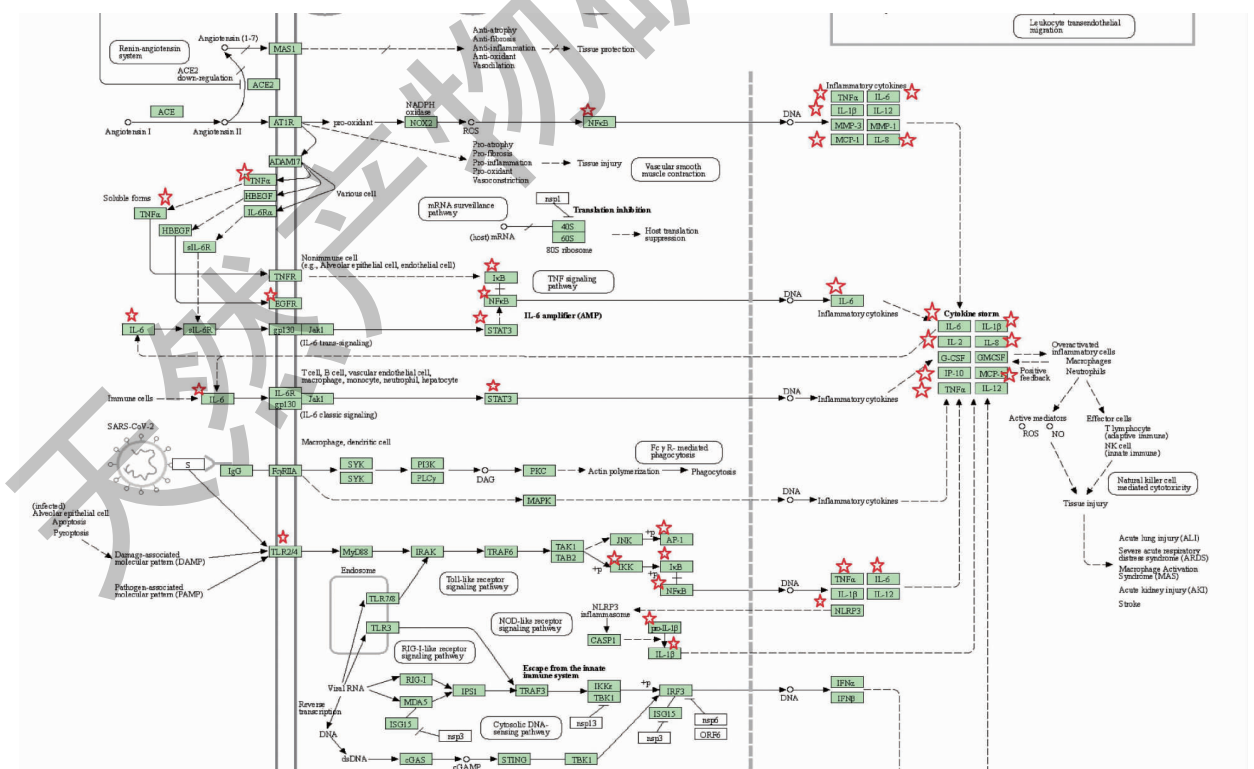 Leukocyte transendothelial
migration
Renin-angiotensin
system
Angiotensin (1-7)
MAS1
Anti-atrophy
Anti-fibrosis
Anti-inflammation
Anti-oxidant
Vasodilation
Tissue protection
ACE2
down-regulation
ACE2
ACE
Angiotensin I
Angiotensin II
AT1R
pro-oxidant
NADPH
oxidase
NOX2
ROS
NFκB
DNA
Inflammatory cytokines
TNFα
IL-6
IL-1β
IL-12
MMP-3
MMP-1
MCP-1
IL-8
Pro-atrophy
Pro-fibrosis
Pro-inflammation
Pro-oxidant
Vasoconstriction
Tissue injury
Vascular smooth
muscle contraction
ADAM17
TNFα
HBEGF
IL-6Rα
Various cell
Soluble forms
TNFα
HBEGF
sIL-6R
mRNA surveillance
pathway
nsp1
Translation inhibition
(host) mRNA
40S
60S
80S ribosome
Host translation
suppression
Nonimmune cell
(e.g., Alveolar epithelial cell, endothelial cell)
TNFR
EGFR
IκB
NFκB
TNF signaling
pathway
DNA
IL-6
Inflammatory cytokines
IL-6 amplifier (AMP)
IL-6
sIL-6R
gp130
Jak1
STAT3
(IL-6 trans-signaling)
Cytokine storm
IL-6
IL-1β
IL-2
IL-8
G-CSF
GMCSF
IP-10
MCP-1
TNFα
IL-12
Overactivated
inflammatory cells
Macrophages
Neutrophils
Positive
feedback
T cell, B cell, vascular endothelial cell,
macrophage, monocyte, neutrophil, hepatocyte
Immune cells
IL-6
IL-6R
gp130
Jak1
STAT3
(IL-6 classic signaling)
DNA
Inflammatory cytokines
Active mediators
ROS
NO
Effector cells
T lymphocyte
(adaptive immune)
NK cell
(innate immune)
SARS-CoV-2
S
Macrophage, dendritic cell
IgG
FcγRIIA
SYK
SYK
PI3K
PLCγ
DAG
PKC
Actin polymerization
Phagocytosis
Fc γ R- mediated
phagocytosis
MAPK
DNA
Inflammatory cytokines
Natural killer cell
mediated cytotoxicity
Tissue injury
(infected)
Alveolar epithelial cell
Apoptosis
Pyroptosis
Damage-associated
molecular pattern (DAMP)
Pathogen-associated
molecular pattern (PAMP)
TLR2/4
MyD88
IRAK
TRAF6
TAK1
TAB2
JNK
+p
AP-1
IKK
+p
+p
IκB
NFκB
DNA
TNFα
IL-6
IL-1β
IL-12
NLRP3
Acute lung injury (ALI)
Severe acute respiratory
distress syndrome (ARDS)
Macrophage Activation
Syndrome (MAS)
Acute kidney injury (AKI)
Stroke
Endosome
TLR7/8
TLR3
Toll-like receptor
signaling pathway
NOD-like receptor
signaling pathway
NLRP3
inflammasome
CASP1
pro-IL-1β
IL-1β
RIG-I-like receptor
signaling pathway
Escape from the innate
immune system
Viral RNA
RIG-I
MDA5
ISG15
nsp3
IPS1
TRAF3
IKKε
TBK1
+p
IRF3
DNA
IFNα
IFNβ
Reverse
transcription
DNA
dsDNA
Cytosolic DNA-
sensing pathway
nsp13
ISG15
nsp3
nsp6
ORF6
cGAS
cGAMP
STING
TBK1
天然产物研